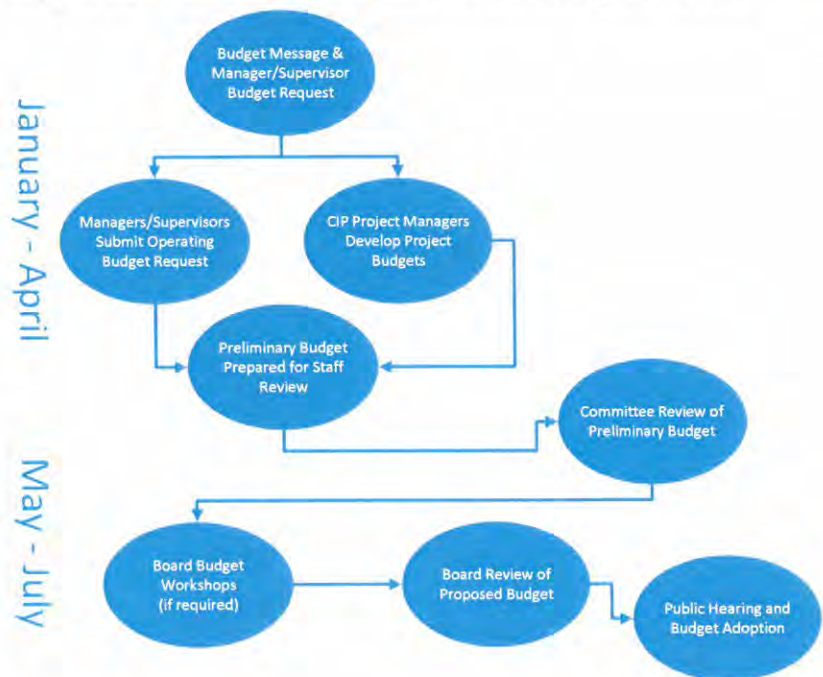 Budget Message &
Manager/Supervisor
Budget Request
January - April
Managers/Supervisors
Submit Operating
Budget Request
CIP Project Managers
Develop Project
Budgets
Preliminary Budget
Prepared for Staff
Review
Committee Review of
Preliminary Budget
May - July
Board Budget
Workshops
(if required)
Board Review of
Proposed Budget
Public Hearing and
Budget Adoption